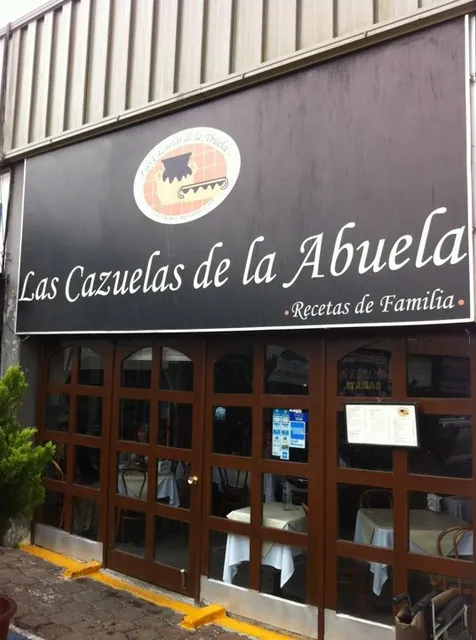 Las Cazuelas de la Abuela
Las Cazuelas de la Abuela
•Recetas de Familia•